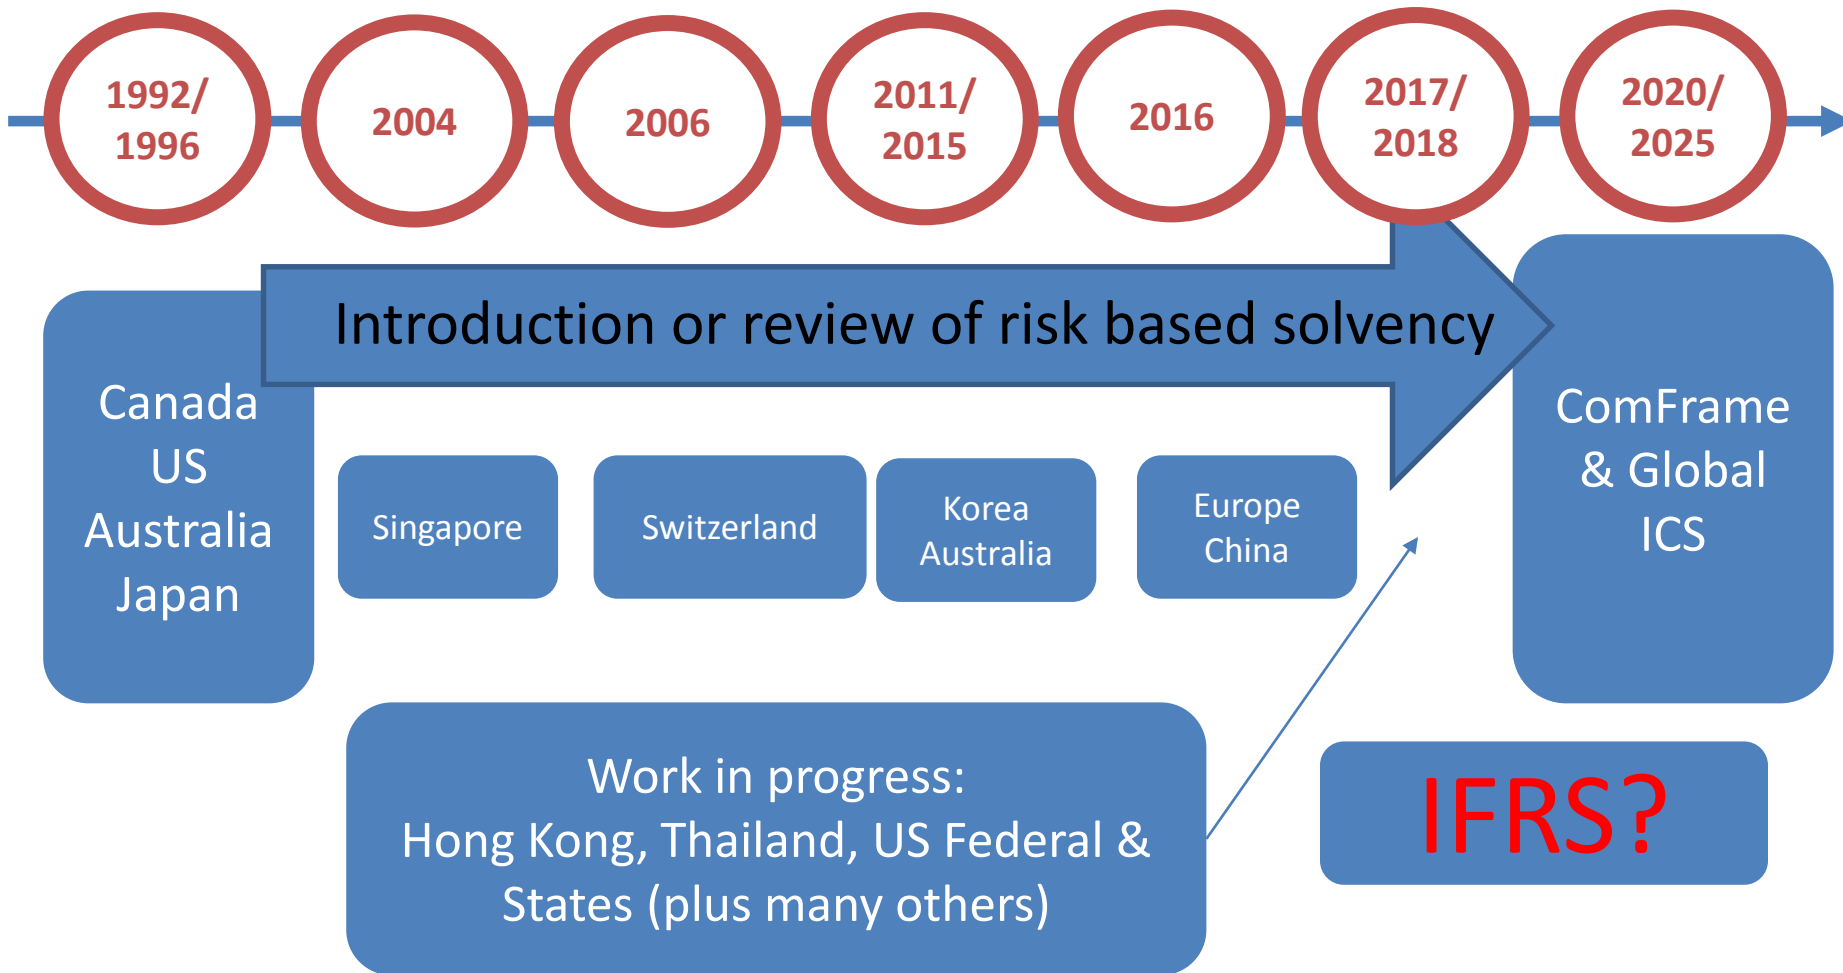 1992/
1996
2004
2006
2011/
2015
2016
2017/
2018
2020/
2025
Introduction or review of risk based solvency
Canada
US
Australia
Japan
Singapore
Switzerland
Korea
Australia
Europe
China
ComFrame
& Global
ICS
Work in progress:
Hong Kong, Thailand, US Federal &
States (plus many others)
IFRS?